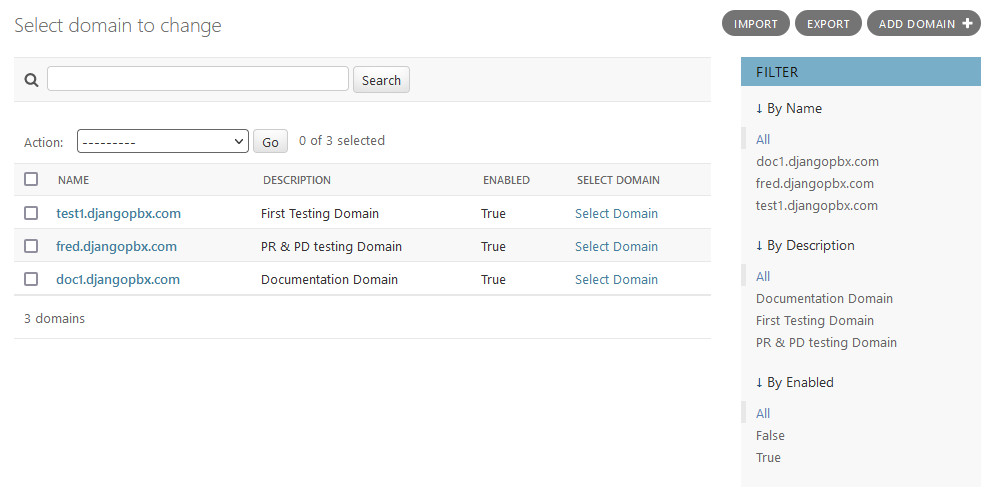 Select domain to change
IMPORT EXPORT ADD DOMAIN
Search
Action: --------- Go 0 of 3 selected
NAME DESCRIPTION ENABLED SELECT DOMAIN
test1.djangopbx.com First Testing Domain True Select Domain
fred.djangopbx.com PR & PD testing Domain True Select Domain
doc1.djangopbx.com Documentation Domain True Select Domain
3 domains
FILTER
↓ By Name
All
doc1.djangopbx.com
fred.djangopbx.com
test1.djangopbx.com
↓ By Description
All
Documentation Domain
First Testing Domain
PR & PD testing Domain
↓ By Enabled
All
False
True